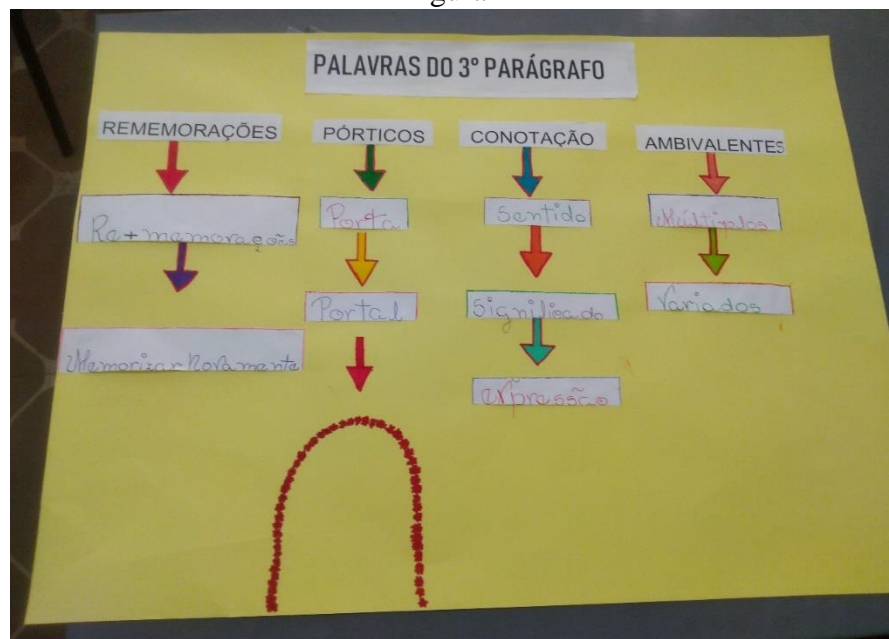 PALAVRAS DO 3º PARÁGRAFO
REMEMORAÇÕES
Re+memorações
Memorizar Novamente
PÓRTICOS
Porta
Portal
CONOTAÇÃO
Sentido
Significado
expressão
AMBIVALENTES
Múltiplos
Variados